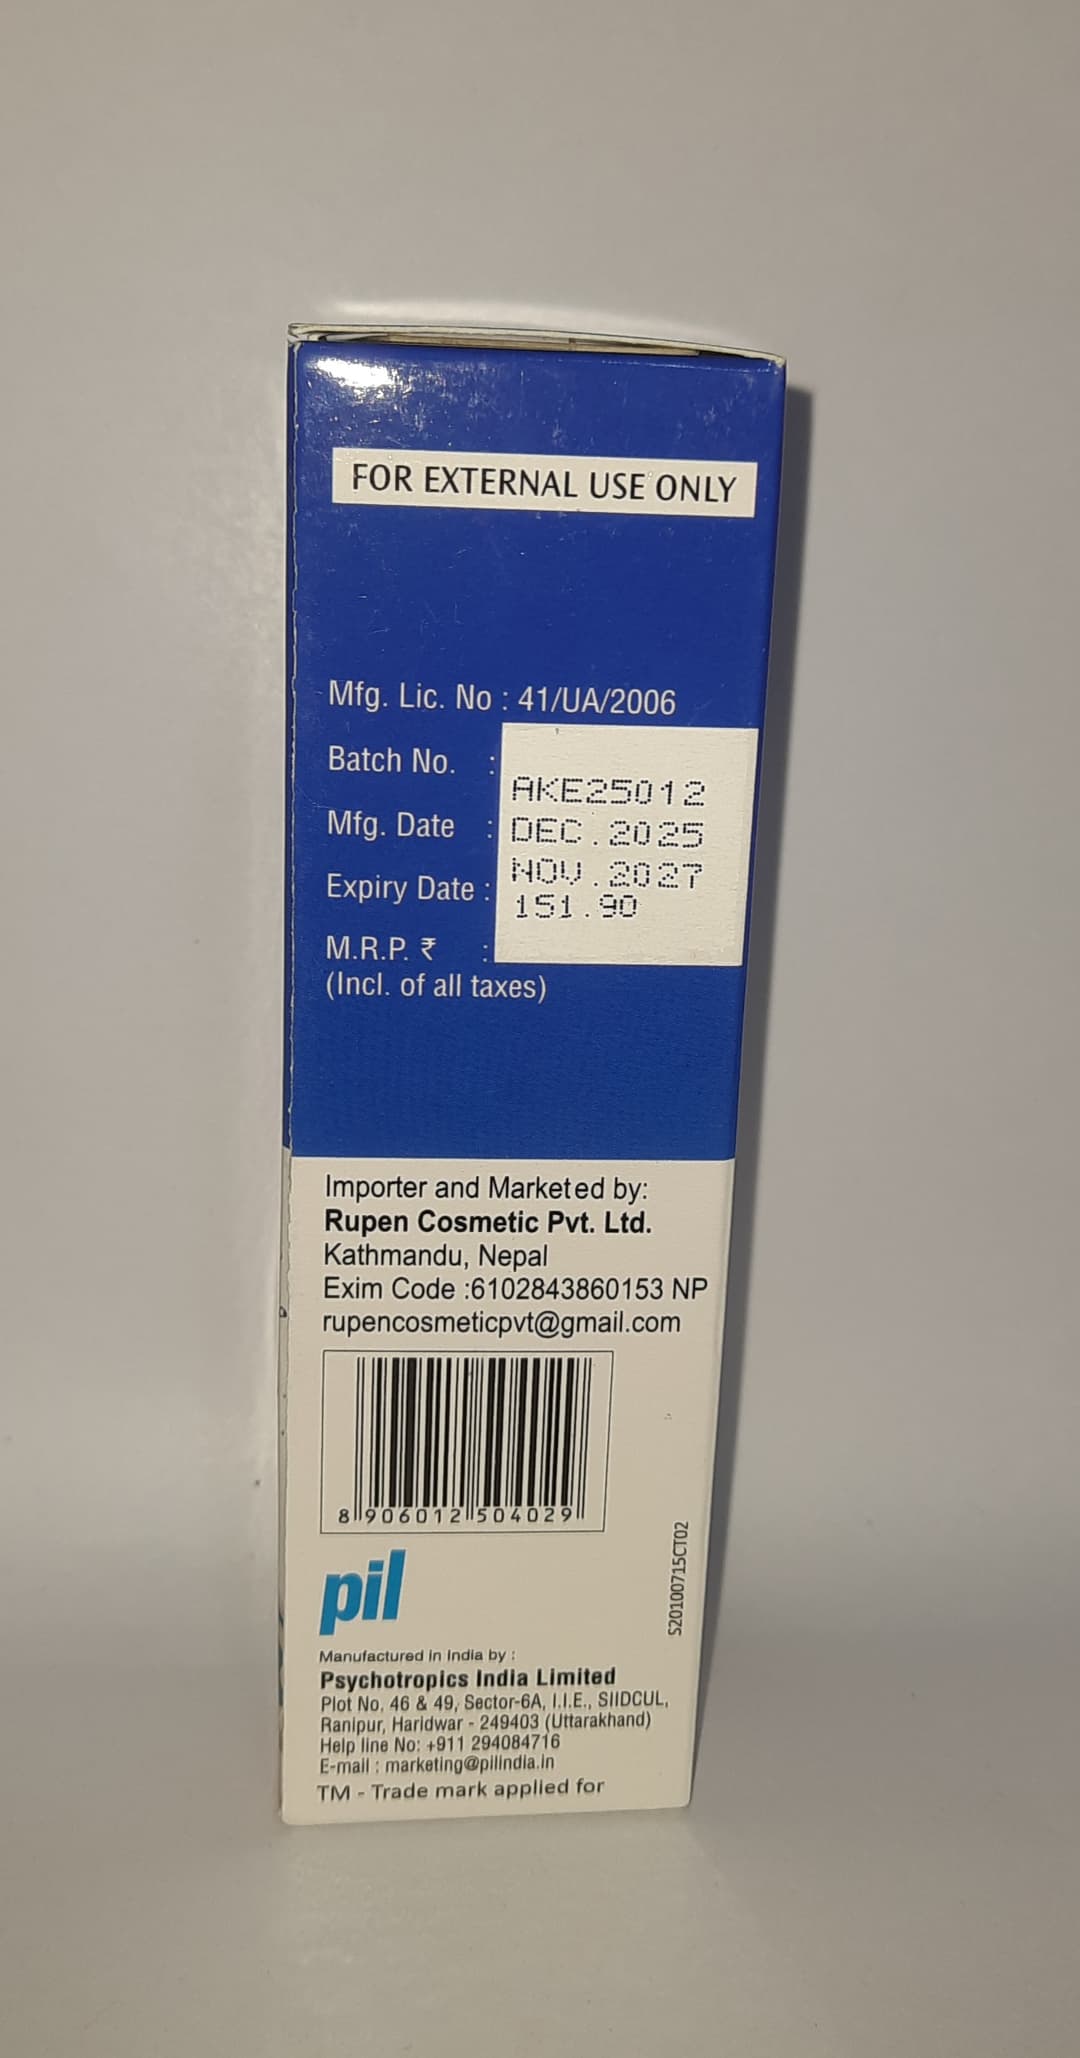 FOR EXTERNAL USE ONLY
Mfg. Lic. No : 41/UA/2006
Batch No. : AKE25012
Mfg. Date : DEC.2025
Expiry Date : NOV.2027
M.R.P. ₹ : 151.90
(Incl. of all taxes)
Importer and Marketed by:
Rupen Cosmetic Pvt. Ltd.
Kathmandu, Nepal
Exim Code :6102843860153 NP
rupencosmeticpvt@gmail.com
8 906012 504029
S20100715CT02
pil
Manufactured in India by :
Psychotropics India Limited
Plot No. 46 & 49, Sector-6A, I.I.E., SIIDCUL,
Ranipur, Haridwar - 249403 (Uttarakhand)
Help line No: +911 294084716
E-mail : marketing@pilindia.in
TM - Trade mark applied for